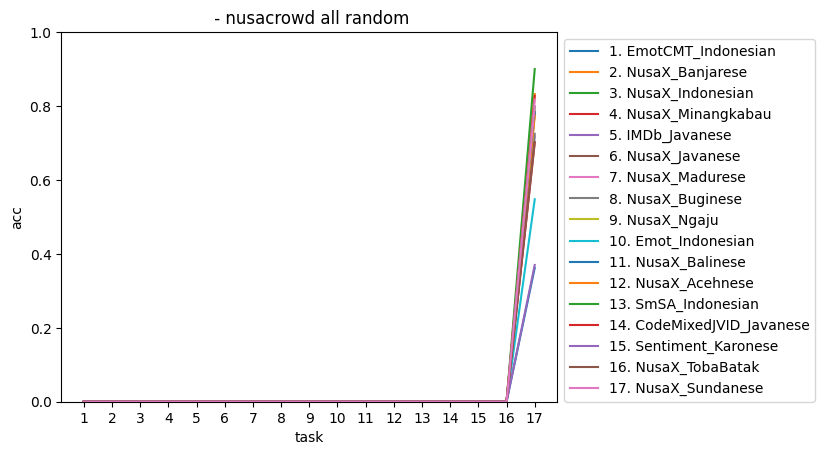 - nusacrowd all random
1.0
0.8
0.6
0.4
0.2
0.0
acc
1 2 3 4 5 6 7 8 9 10 11 12 13 14 15 16 17
task
1. EmotCMT_Indonesian
2. NusaX_Banjarese
3. NusaX_Indonesian
4. NusaX_Minangkabau
5. IMDb_Javanese
6. NusaX_Javanese
7. NusaX_Madurese
8. NusaX_Buginese
9. NusaX_Ngaju
10. Emot_Indonesian
11. NusaX_Balinese
12. NusaX_Acehnese
13. SmSA_Indonesian
14. CodeMixedJVID_Javanese
15. Sentiment_Karonese
16. NusaX_TobaBatak
17. NusaX_Sundanese